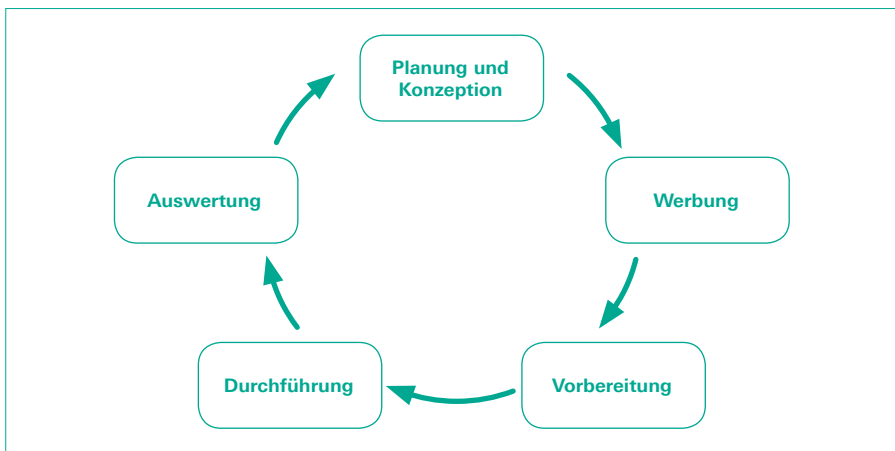 Planung und
Konzeption
Werbung
Vorbereitung
Durchführung
Auswertung